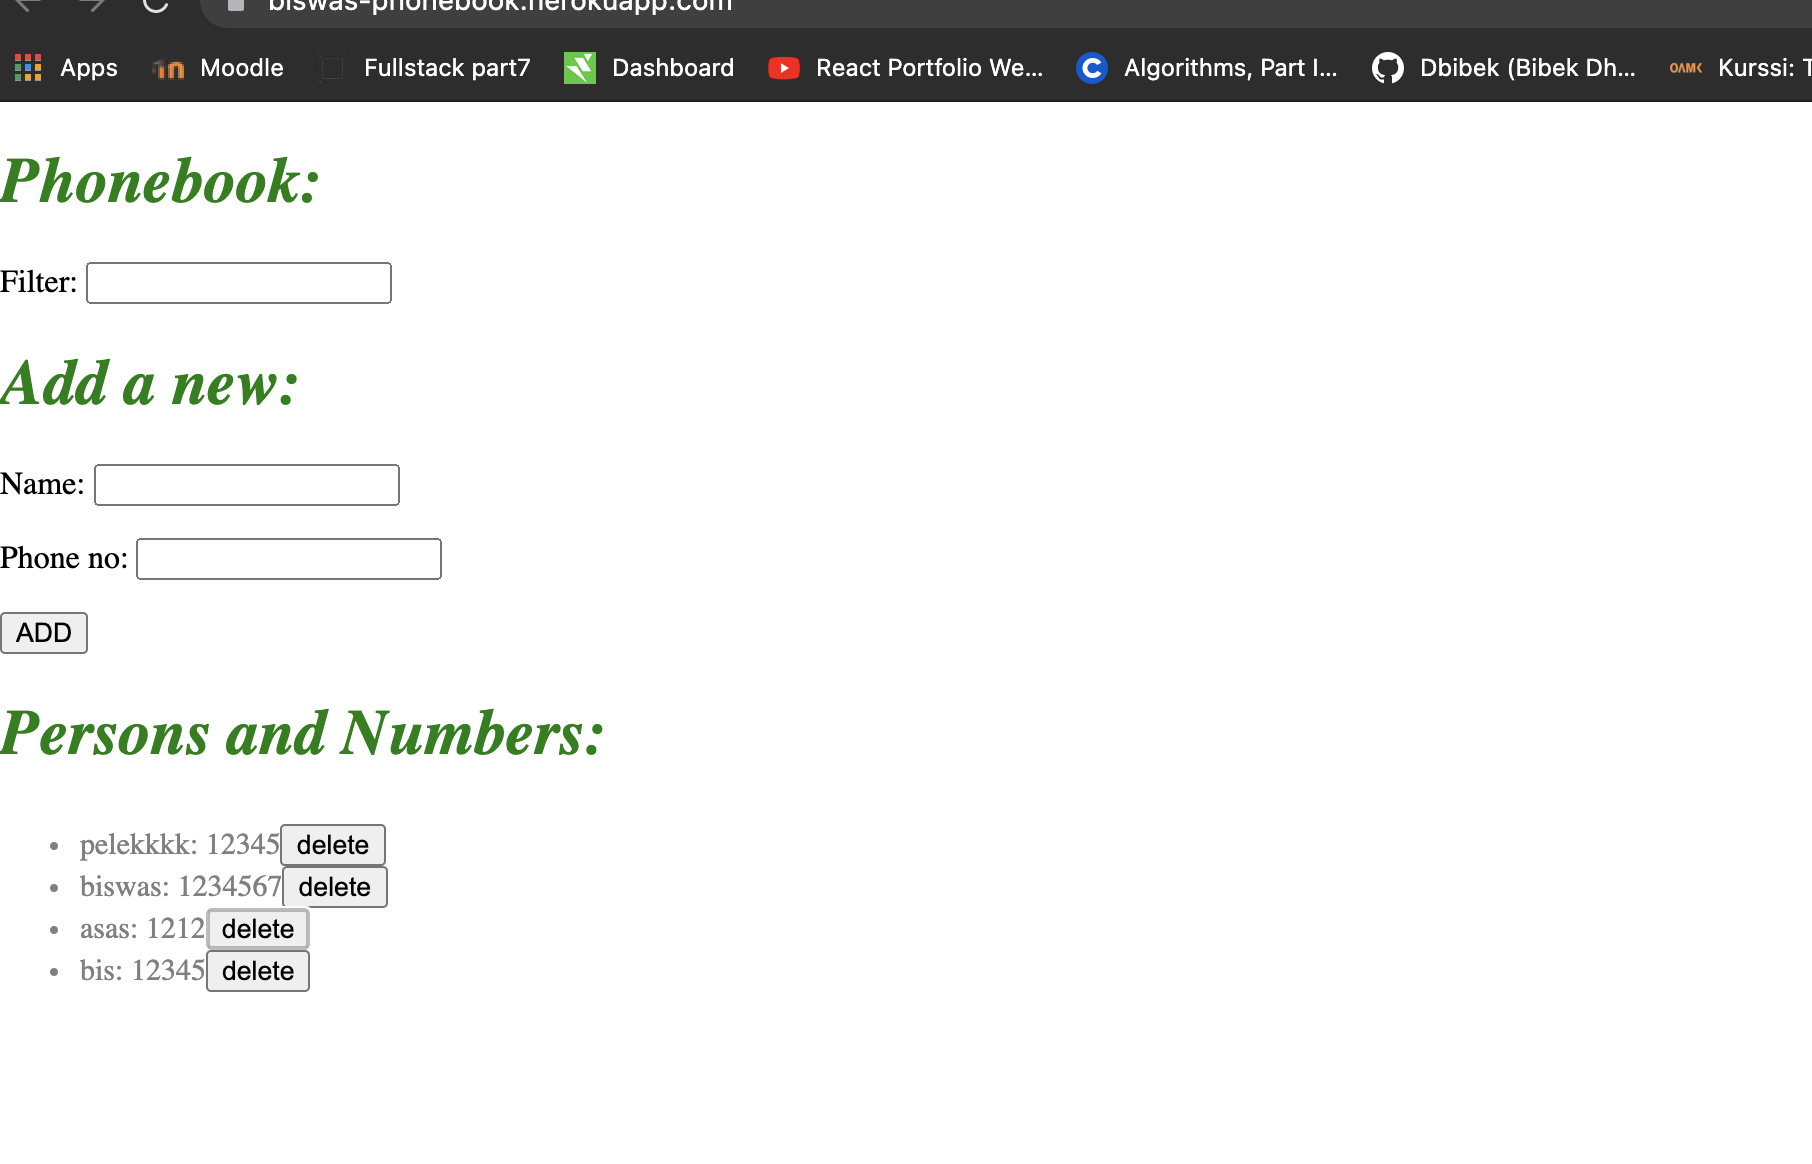 biswas-phonebook.herokuapp.com
Apps Moodle Fullstack part7 Dashboard React Portfolio We... Algorithms, Part I... Dbibek (Bibek Dh... OAMK Kurssi: T
Phonebook:
Filter:
Add a new:
Name:
Phone no:
ADD
Persons and Numbers:
• pelekkkk: 12345 delete
• biswas: 1234567 delete
• asas: 1212 delete
• bis: 12345 delete